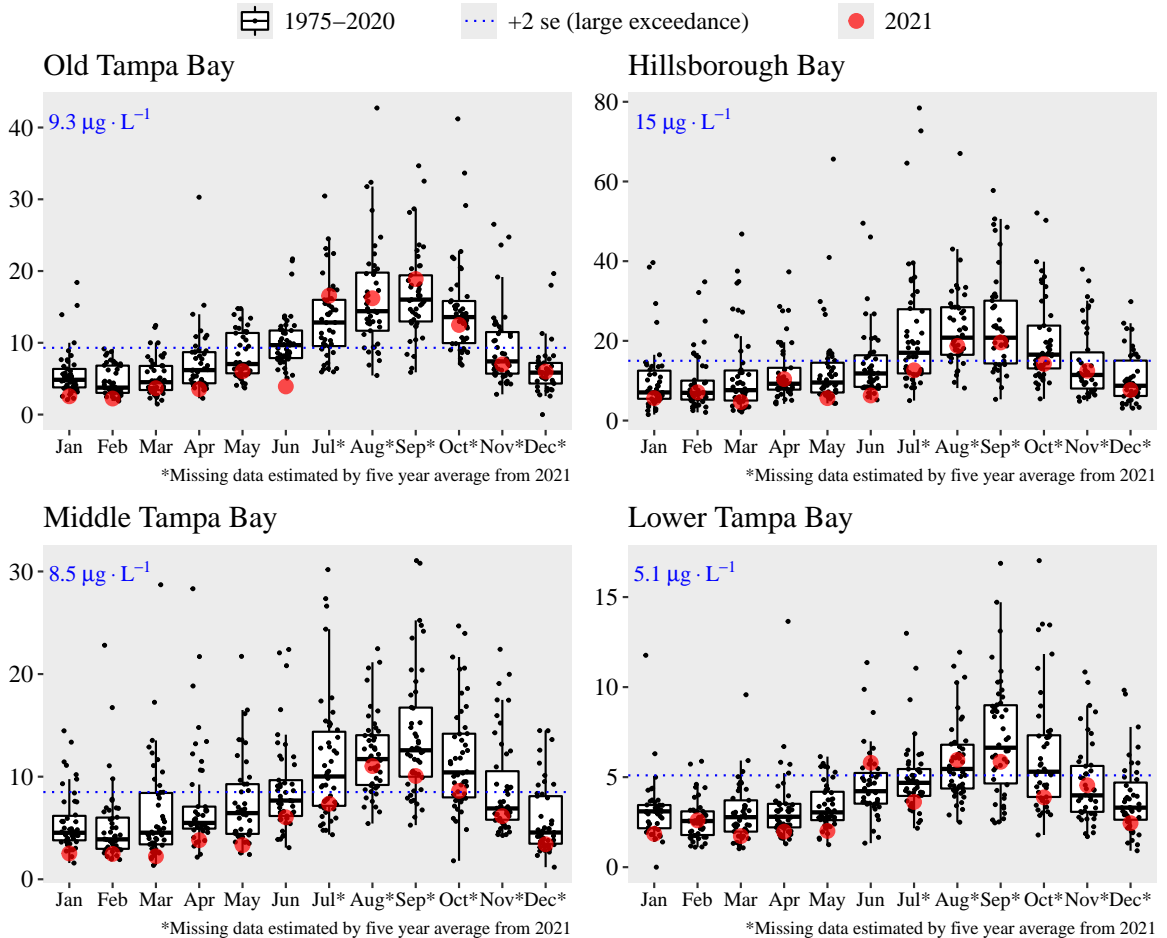 1975−2020 +2 se (large exceedance) 2021
Old Tampa Bay
9.3 μg · L⁻¹
40
30
20
10
0
Jan Feb Mar Apr May Jun Jul* Aug* Sep* Oct* Nov* Dec*
*Missing data estimated by five year average from 2021
Hillsborough Bay
15 μg · L⁻¹
80
60
40
20
0
Jan Feb Mar Apr May Jun Jul* Aug* Sep* Oct* Nov* Dec*
*Missing data estimated by five year average from 2021
Middle Tampa Bay
8.5 μg · L⁻¹
30
20
10
0
Jan Feb Mar Apr May Jun Jul* Aug* Sep* Oct* Nov* Dec*
*Missing data estimated by five year average from 2021
Lower Tampa Bay
5.1 μg · L⁻¹
15
10
5
0
Jan Feb Mar Apr May Jun Jul* Aug* Sep* Oct* Nov* Dec*
*Missing data estimated by five year average from 2021